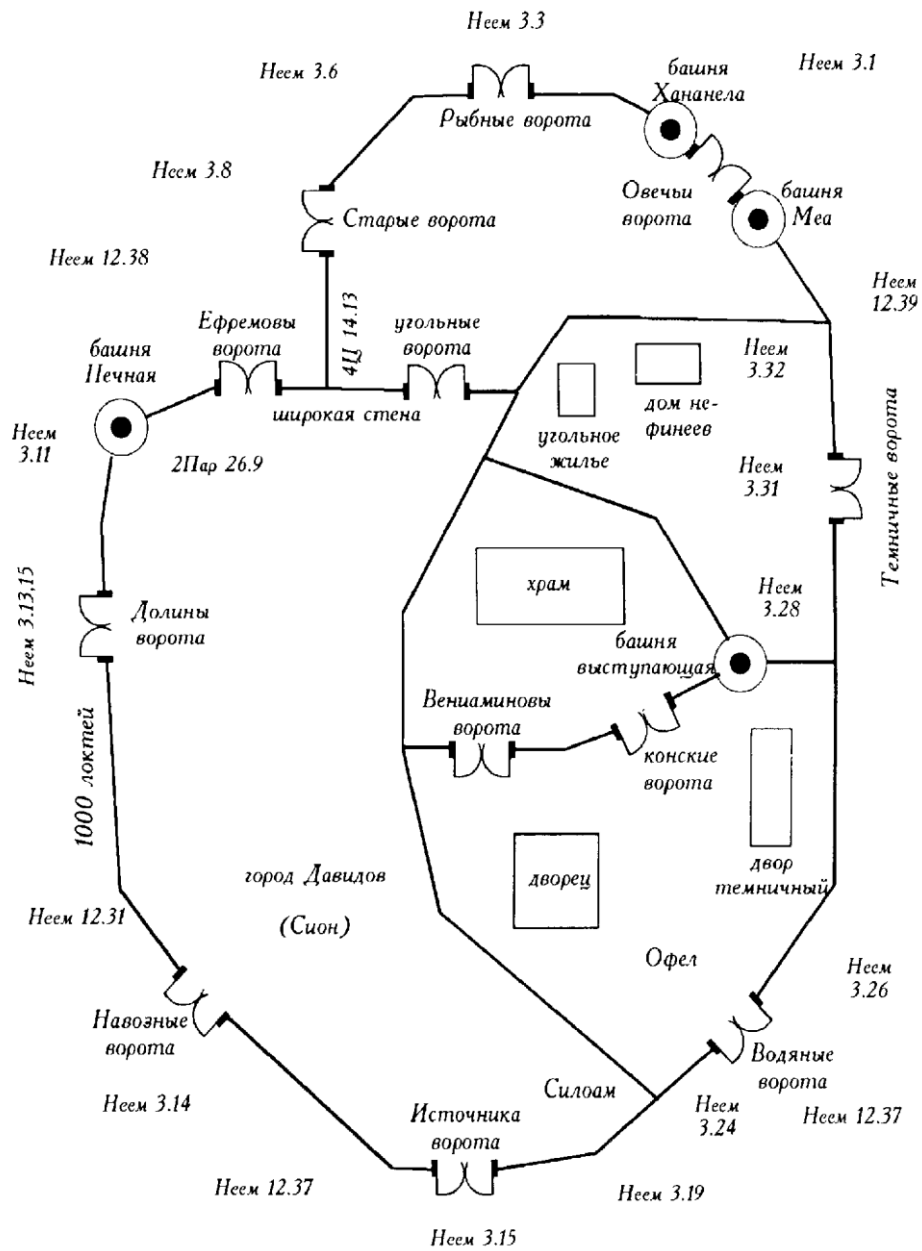 Неем 3.3
Неем 3.6
башня
Хананела
Неем 3.1
Рыбные ворота
Неем 3.8
Овечьи
ворота
башня
Меа
Старые ворота
Неем 12.38
Неем
12.39
4Ц 14.13
Ефремовы
ворота
угольные
ворота
башня
Печная
широкая стена
Неем
3.32
дом не-
финеев
угольное
жилье
Неем
3.11
2Пар 26.9
Неем
3.31
Темничные ворота
храм
Неем
3.28
Неем 3.13,15
Долины
ворота
башня
выступающая
Вениаминовы
ворота
конские
ворота
1000 локтей
двор
темничный
дворец
город Давидов
(Сион)
Неем 12.31
Офел
Неем
3.26
Навозные
ворота
Водяные
ворота
Силоам
Неем 3.14
Источника
ворота
Неем
3.24
Неем 12.37
Неем 12.37
Неем 3.19
Неем 3.15